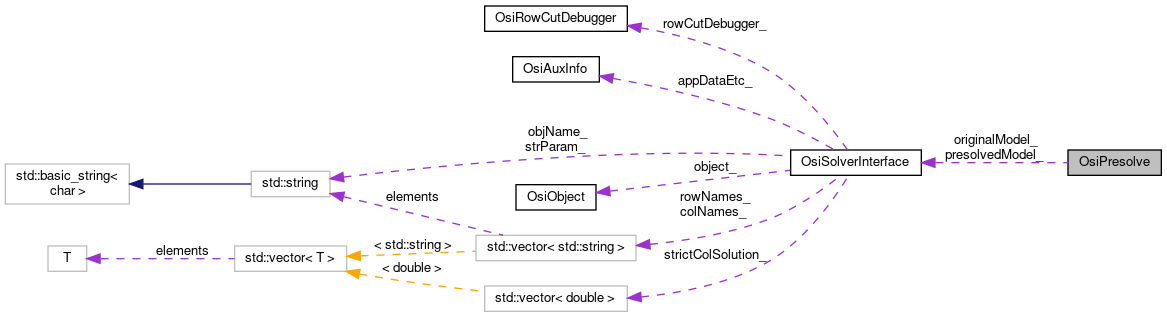 OsiRowCutDebugger
rowCutDebugger_
OsiAuxInfo
appDataEtc_
objName_
strParam_
originalModel_
presolvedModel_
OsiSolverInterface
OsiPresolve
std::basic_string<
char >
std::string
object_
OsiObject
elements
rowNames_
colNames_
T
elements
std::vector< T >
< std::string >
std::vector< std::string >
< double >
strictColSolution_
std::vector< double >